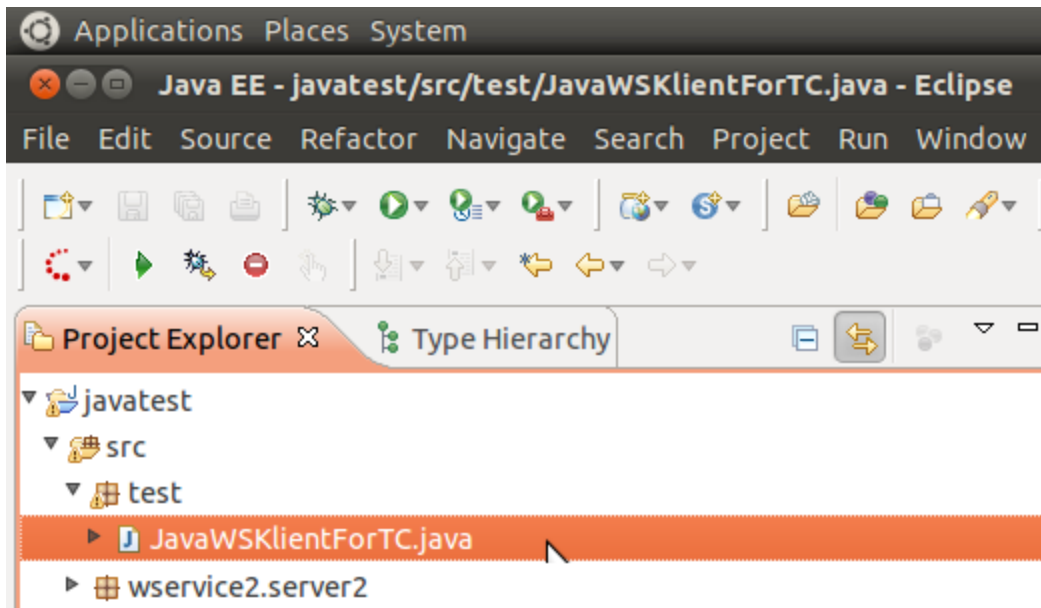 Applications Places System
Java EE - javatest/src/test/JavaWSKlientForTC.java - Eclipse
File Edit Source Refactor Navigate Search Project Run Window
Project Explorer Type Hierarchy
javatest
src
test
JavaWSKlientForTC.java
wservice2.server2